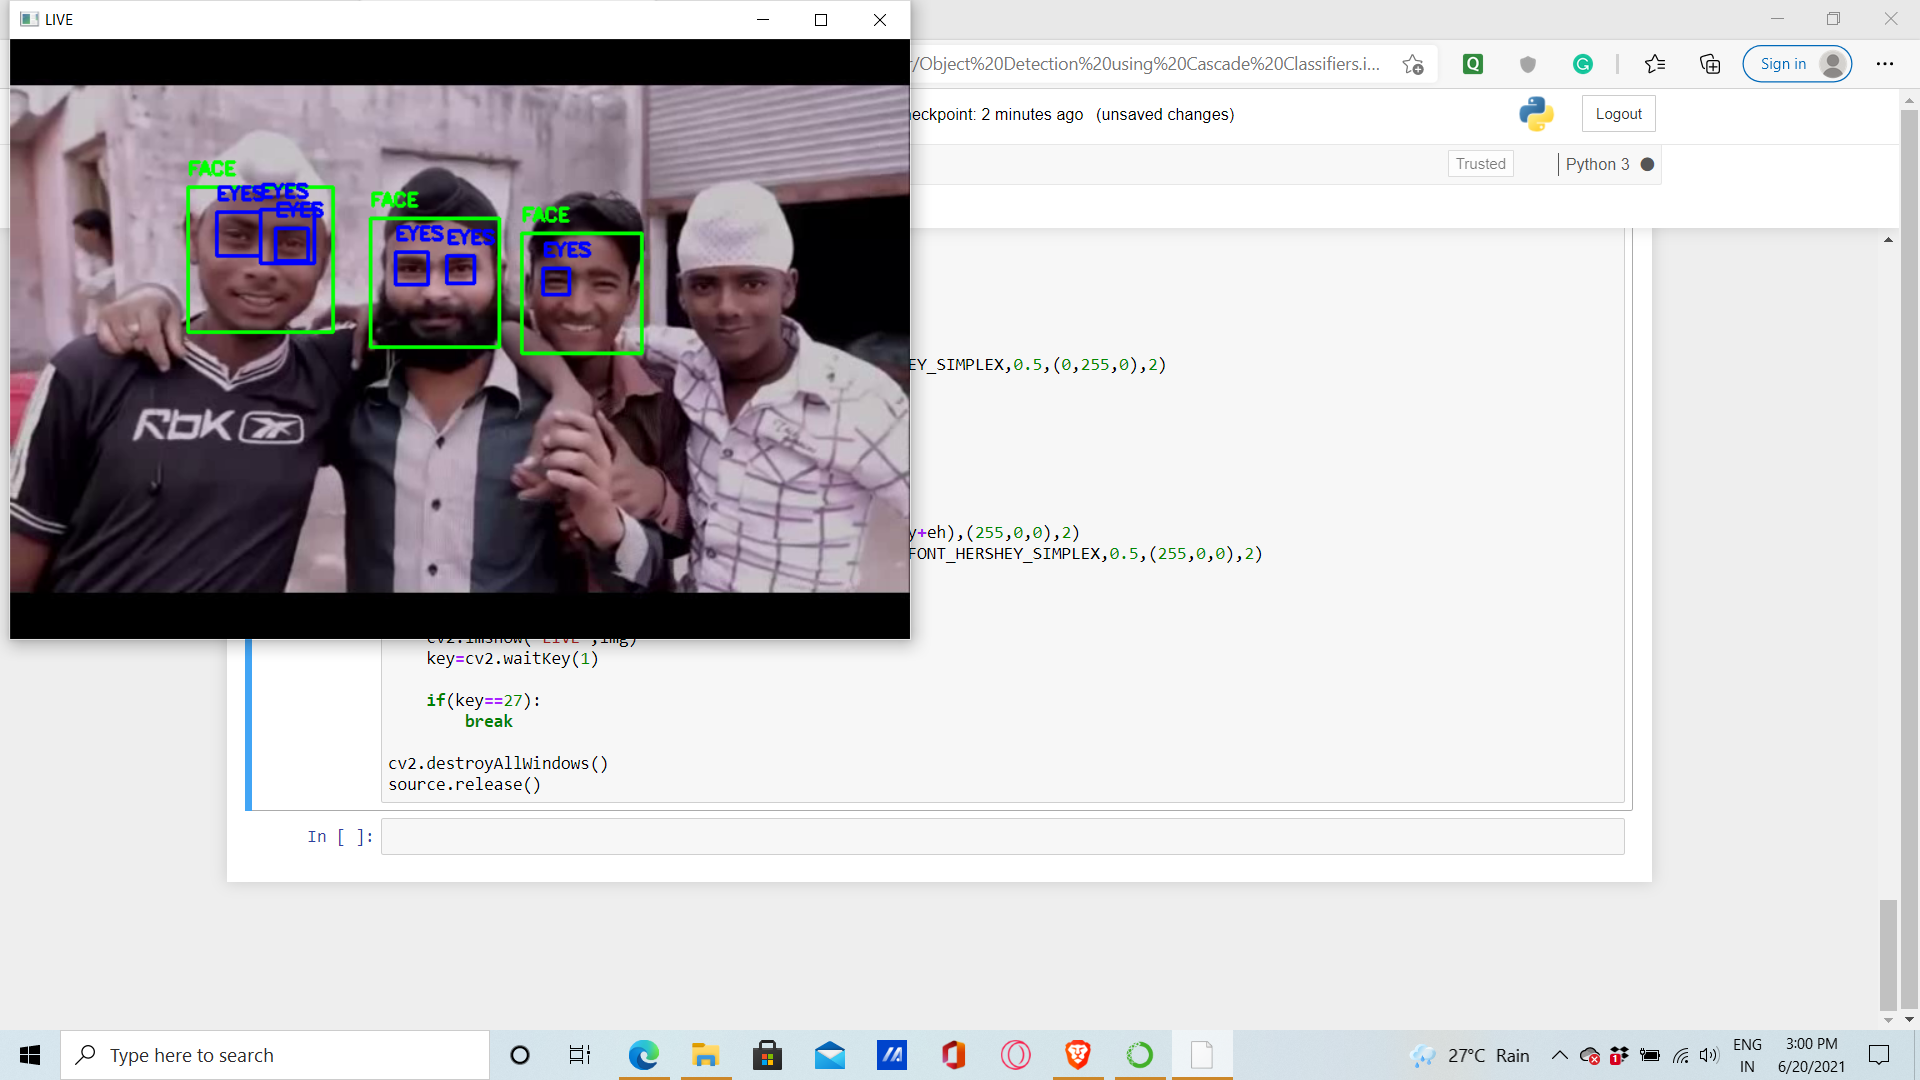 LIVE
/Object%20Detection%20using%20Cascade%20Classifiers.i...
Sign in
eckpoint: 2 minutes ago (unsaved changes)
Logout
Trusted
Python 3
FACE
EYES EYES
EYES
FACE
EYES EYES
FACE
EYES
RbK
EY_SIMPLEX,0.5,(0,255,0),2)
y+eh),(255,0,0),2)
FONT_HERSHEY_SIMPLEX,0.5,(255,0,0),2)
cv2.imshow("LIVE",img)
key=cv2.waitKey(1)
if(key==27):
break
cv2.destroyAllWindows()
source.release()
In [ ]:
Type here to search
27°C Rain
1
ENG
IN
3:00 PM
6/20/2021